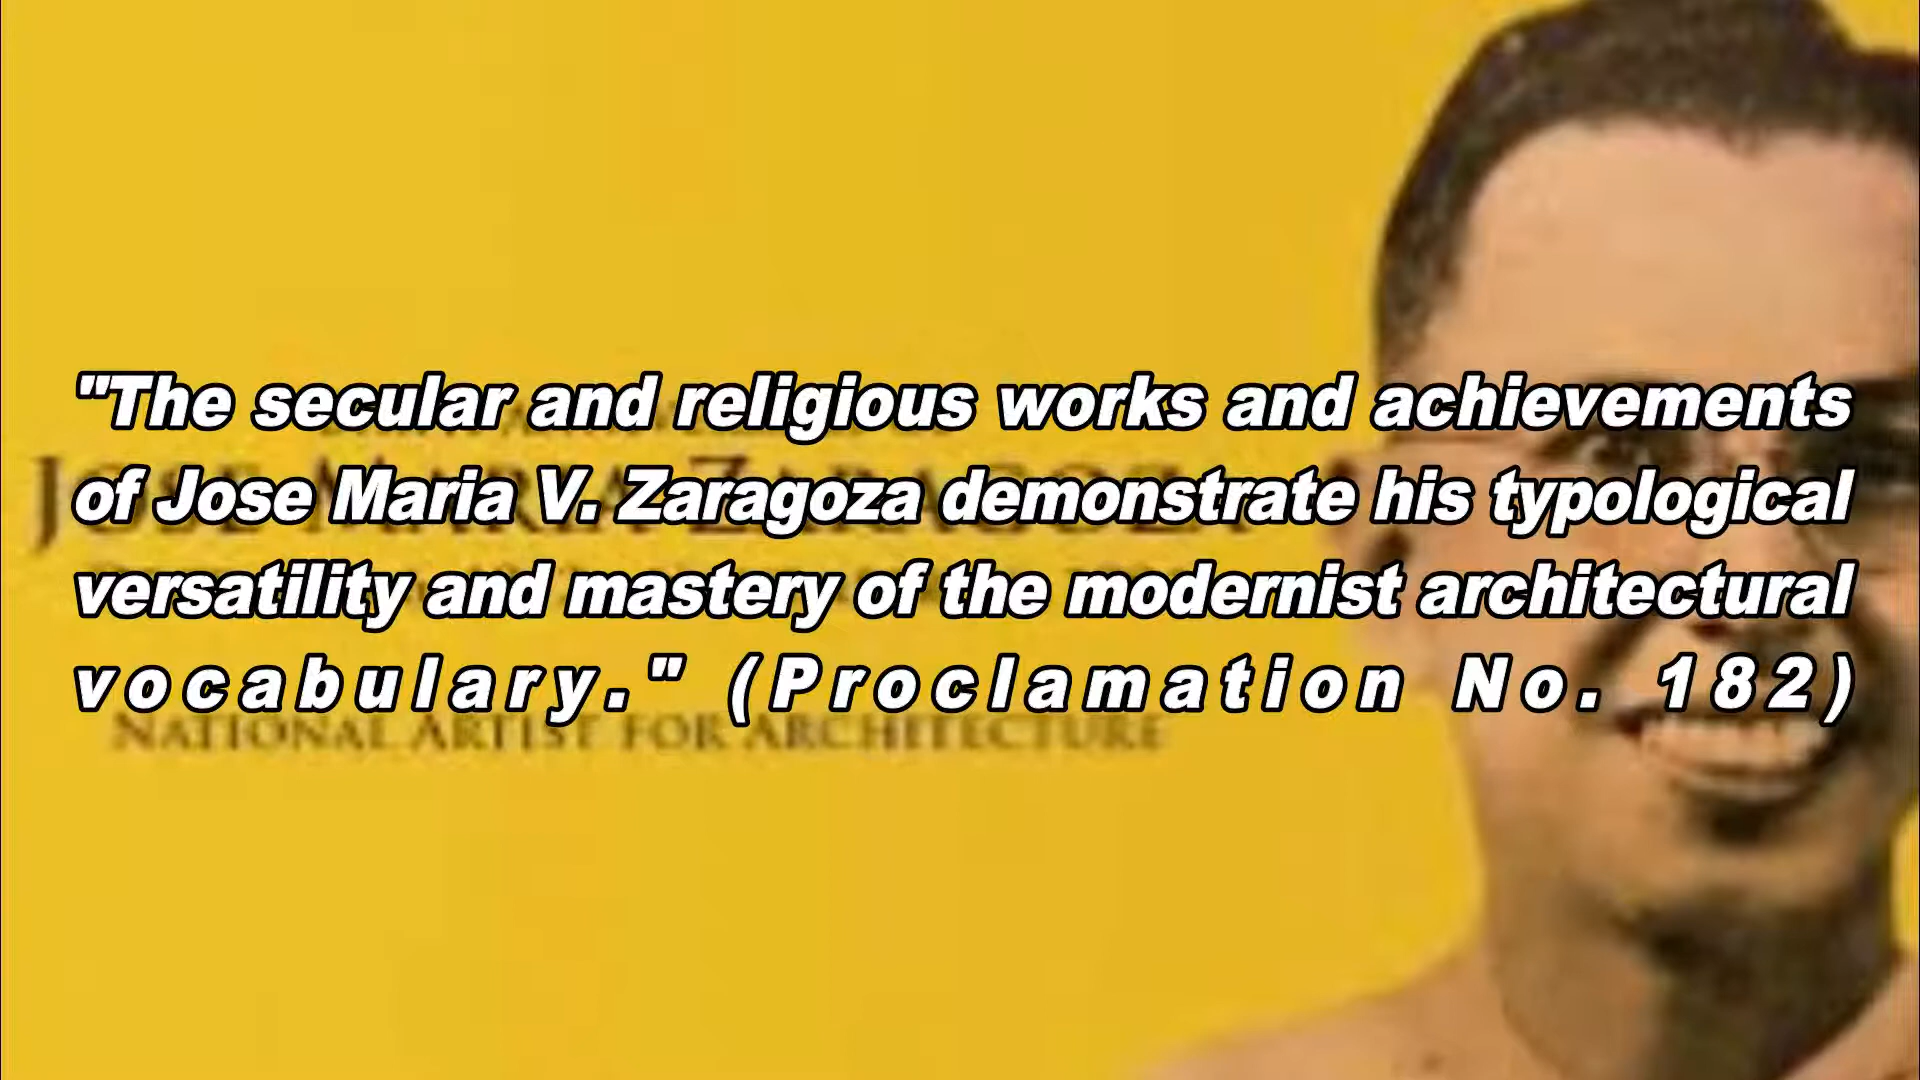 "The secular and religious works and achievements
of Jose Maria V. Zaragoza demonstrate his typological
versatility and mastery of the modernist architectural
vocabulary." (Proclamation No. 182)
NATIONAL ARTIST FOR ARCHITECTURE